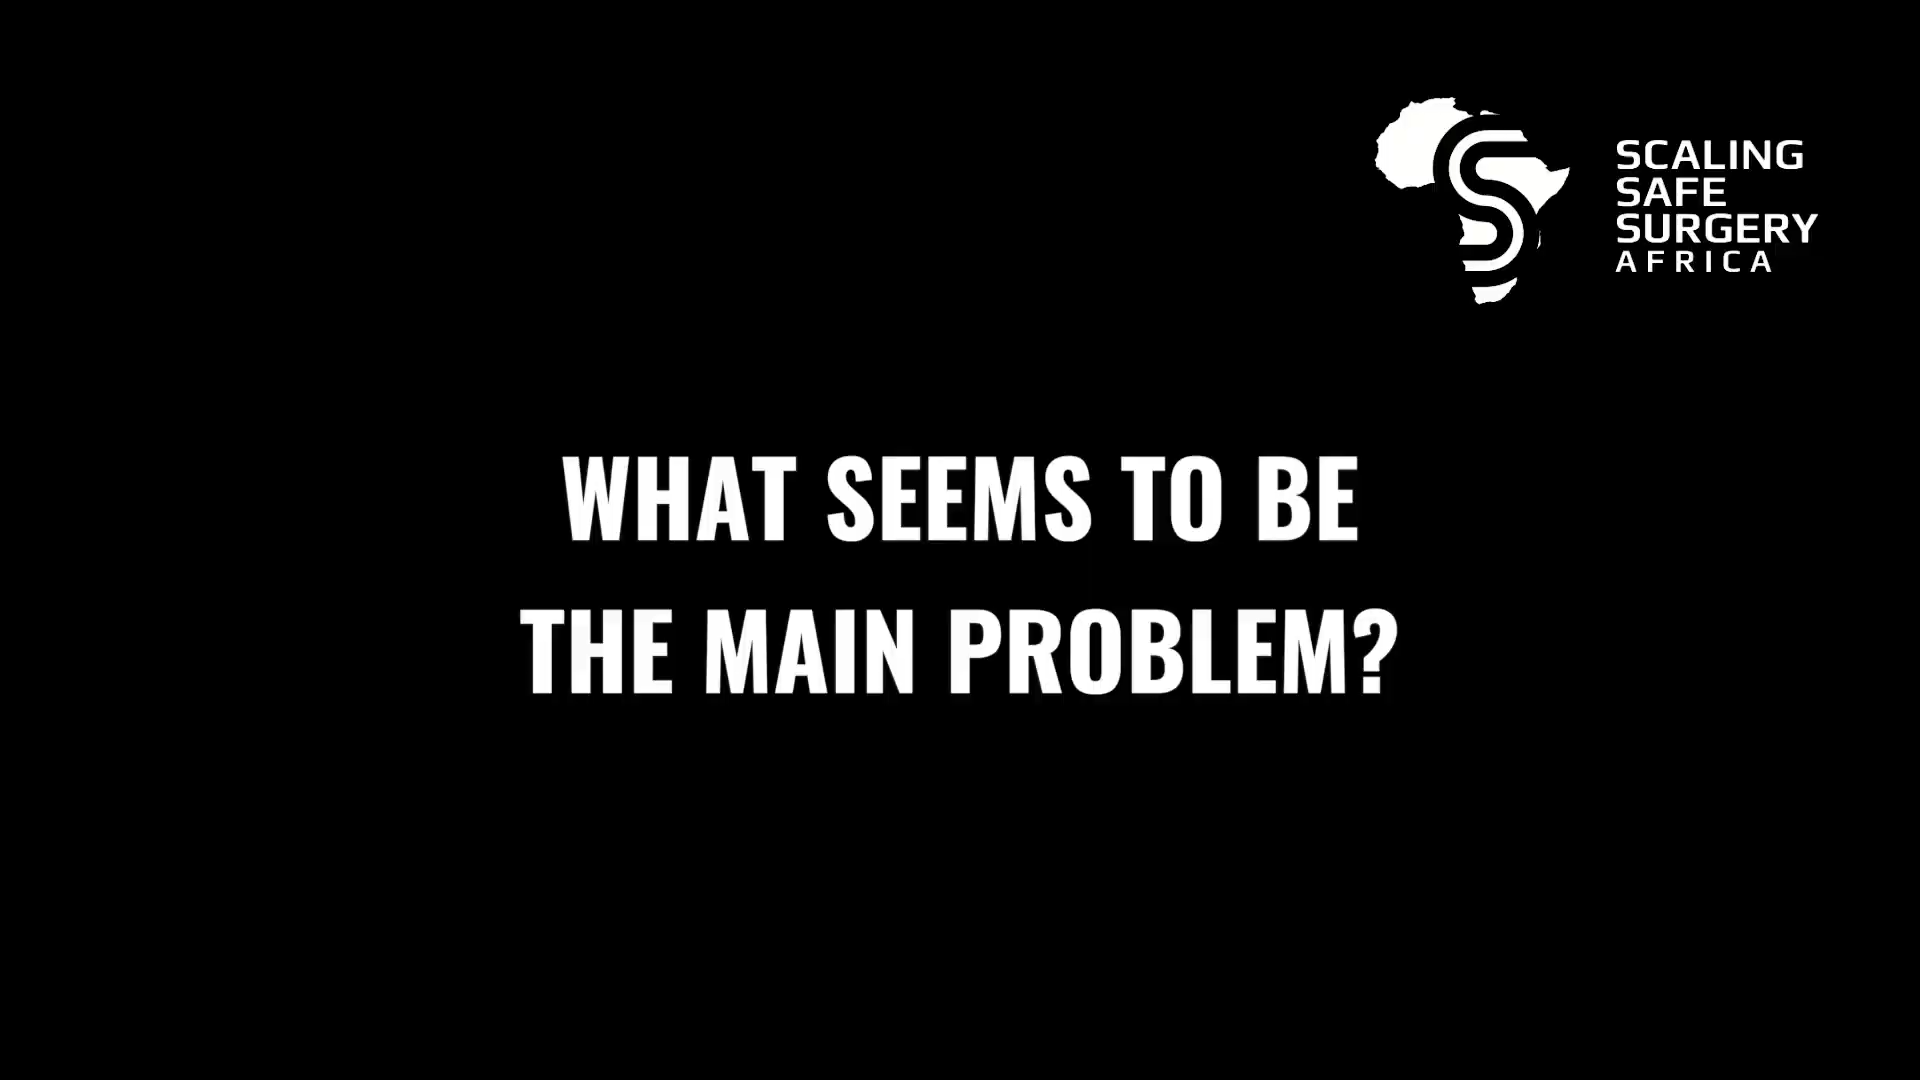 SCALING
SAFE
SURGERY
AFRICA
WHAT SEEMS TO BE
THE MAIN PROBLEM?